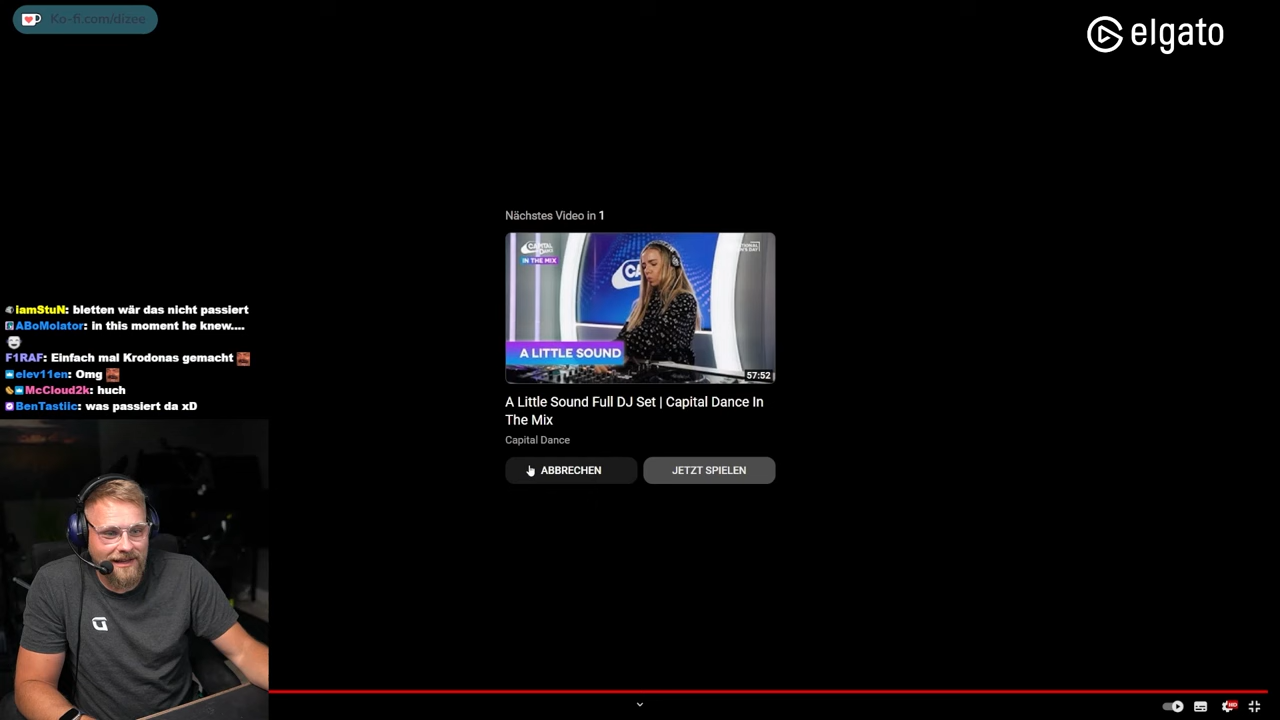 Ko-fi.com/dizee
elgato
Nächstes Video in 1
CAPITAL
DANCE
IN THE MIX
CA
A LITTLE SOUND
57:52
A Little Sound Full DJ Set | Capital Dance In
The Mix
Capital Dance
ABBRECHEN
JETZT SPIELEN
IamStuN: bletten wär das nicht passiert
ABoMolator: in this moment he knew....
F1RAF: Einfach mal Krodonas gemacht
elev11en: Omg
McCloud2k: huch
BenTastiic: was passiert da xD
HD